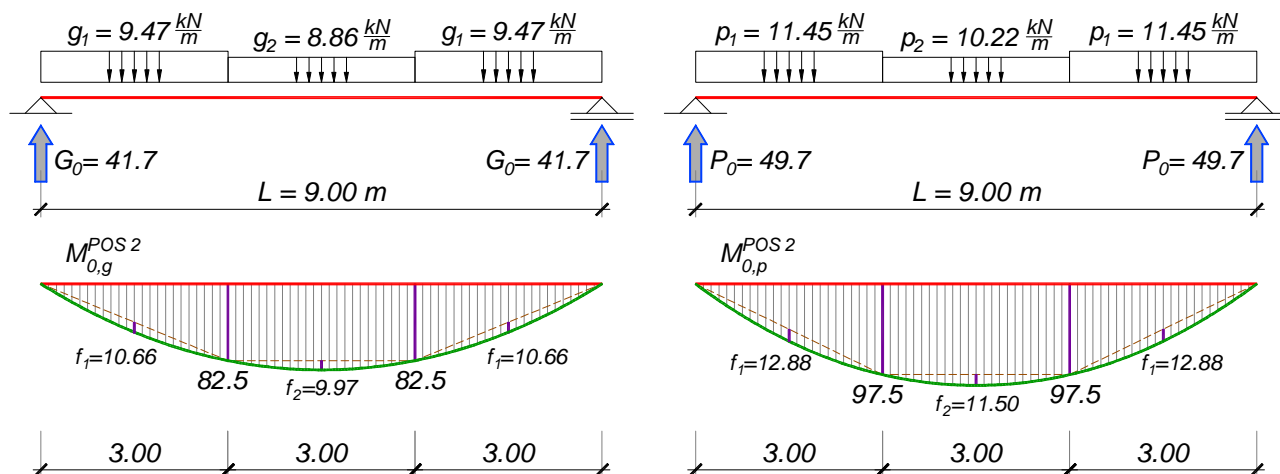 g1 = 9.47 kN/m g2 = 8.86 kN/m g1 = 9.47 kN/m
p1 = 11.45 kN/m p2 = 10.22 kN/m p1 = 11.45 kN/m
G0= 41.7 G0= 41.7
P0= 49.7 P0= 49.7
L = 9.00 m
L = 9.00 m
M0,g POS 2
M0,p POS 2
f1=10.66 82.5 f2=9.97 82.5 f1=10.66
f1=12.88 97.5 f2=11.50 97.5 f1=12.88
3.00 3.00 3.00
3.00 3.00 3.00